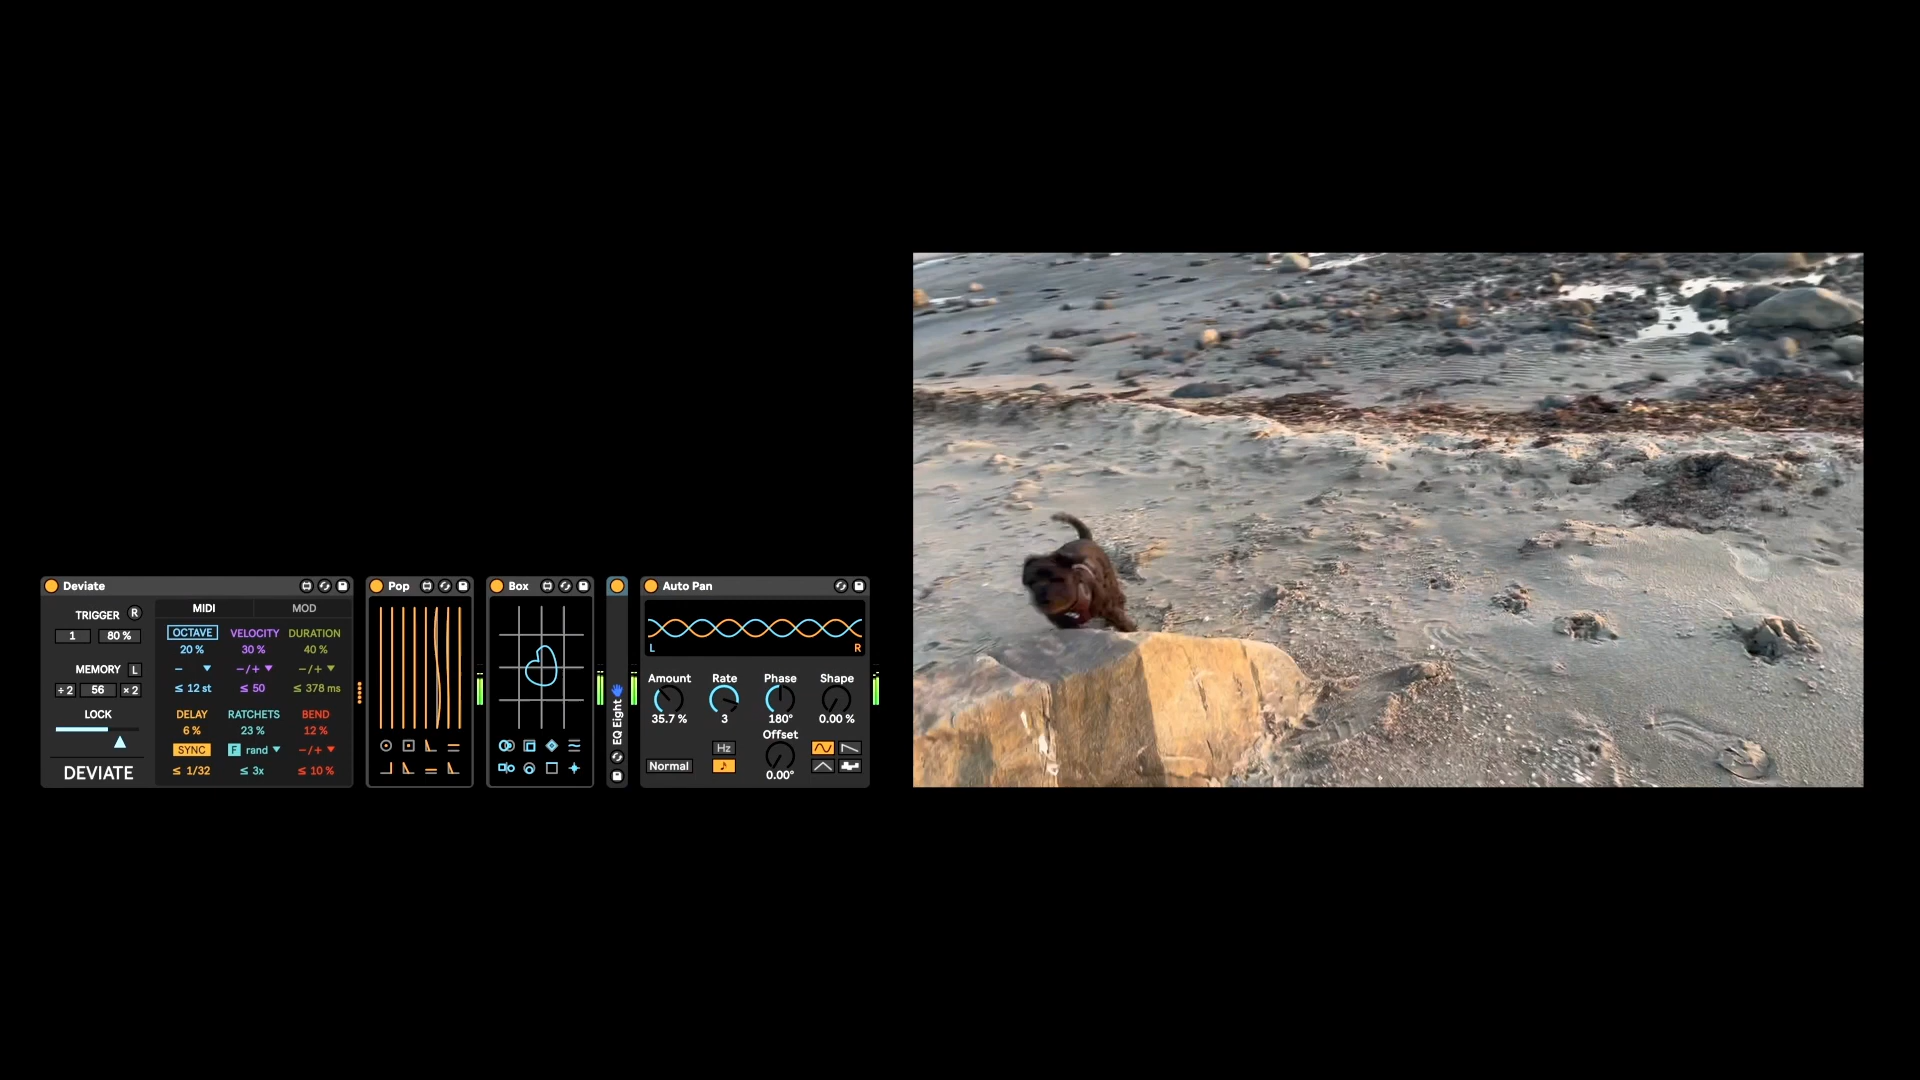 Deviate
TRIGGER R
1 80 %
MEMORY L
÷ 2 56 × 2
LOCK
DEVIATE
MIDI MOD
OCTAVE VELOCITY DURATION
20 % 30 % 40 %
− −/+ −/+
≤ 12 st ≤ 50 ≤ 378 ms
DELAY RATCHETS BEND
6 % 23 % 12 %
SYNC F rand −/+
≤ 1/32 ≤ 3x ≤ 10 %
Pop
Box
EQ Eight
Auto Pan
L R
Amount Rate Phase Shape
35.7 % 3 180° 0.00 %
Offset
Hz
Normal
0.00°